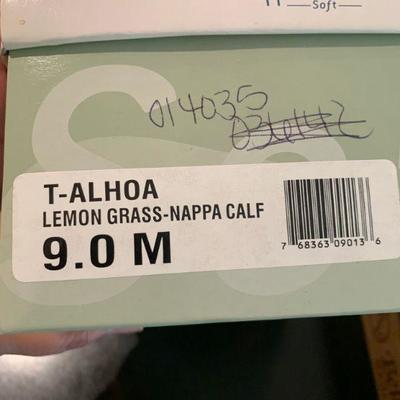 Soft
014035
T-ALHOA
LEMON GRASS-NAPPA CALF
9.0 M
7 68363 09013 6